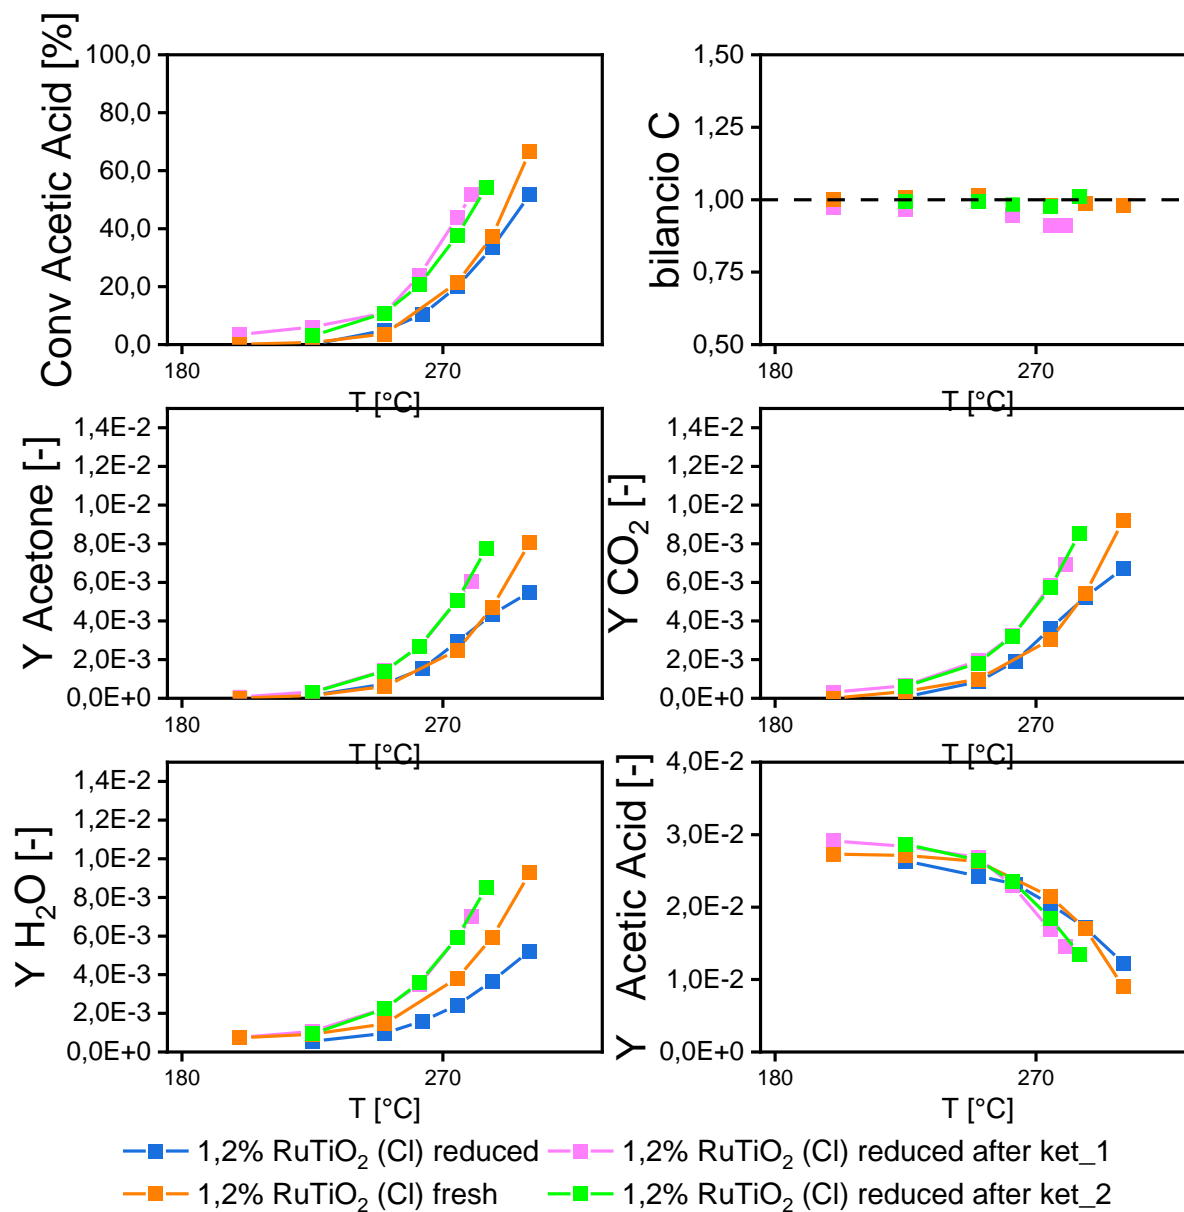 Conv Acetic Acid [%]
100,0
80,0
60,0
40,0
20,0
0,0
180
270
T [°C]
bilancio C
1,50
1,25
1,00
0,75
0,50
180
270
T [°C]
Y Acetone [-]
1,4E-2
1,2E-2
1,0E-2
8,0E-3
6,0E-3
4,0E-3
2,0E-3
0,0E+0
180
270
T [°C]
Y CO₂ [-]
1,4E-2
1,2E-2
1,0E-2
8,0E-3
6,0E-3
4,0E-3
2,0E-3
0,0E+0
180
270
T [°C]
Y H₂O [-]
1,4E-2
1,2E-2
1,0E-2
8,0E-3
6,0E-3
4,0E-3
2,0E-3
0,0E+0
180
270
T [°C]
Y Acetic Acid [-]
4,0E-2
3,0E-2
2,0E-2
1,0E-2
0,0E+0
180
270
T [°C]
1,2% RuTiO₂ (Cl) reduced
1,2% RuTiO₂ (Cl) reduced after ket_1
1,2% RuTiO₂ (Cl) fresh
1,2% RuTiO₂ (Cl) reduced after ket_2